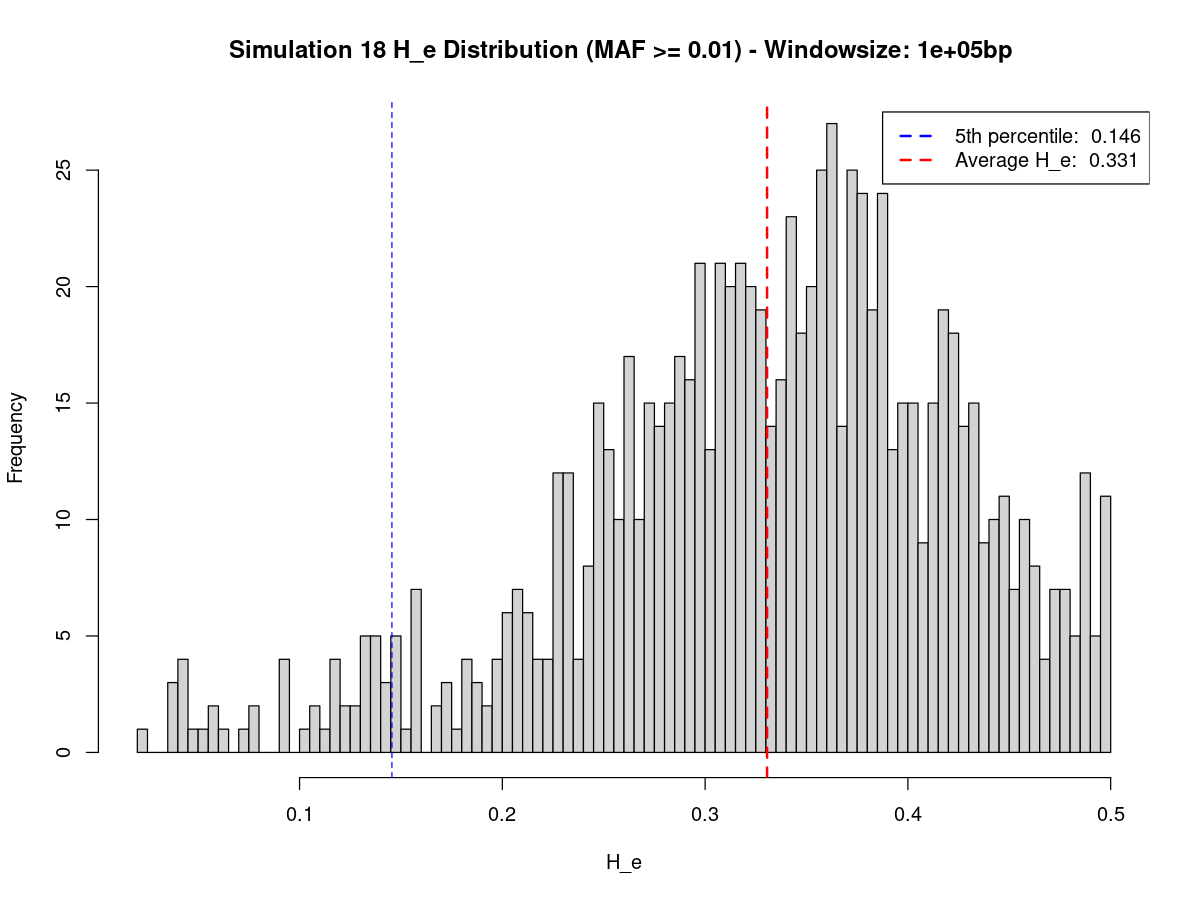 Simulation 18 H_e Distribution (MAF >= 0.01) - Windowsize: 1e+05bp
5th percentile: 0.146
Average H_e: 0.331
Frequency
25
20
15
10
5
0
0.1 0.2 0.3 0.4 0.5
H_e